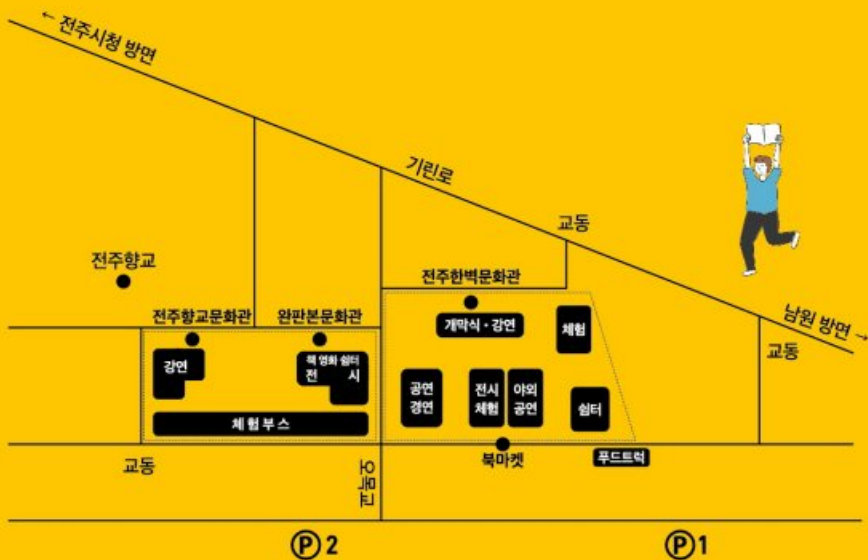 ← 전주시청 방면
기린로
교동
전주향교
전주한벽문화관
남원 방면 →
전주향교문화관
완판본문화관
개막식·강연
체험
교동
강연
책 영화 쉼터
전 시
공연
경연
전시
체험
야외
공연
쉼터
체험부스
교동
오목교
북마켓
푸드트럭
P 2
P 1